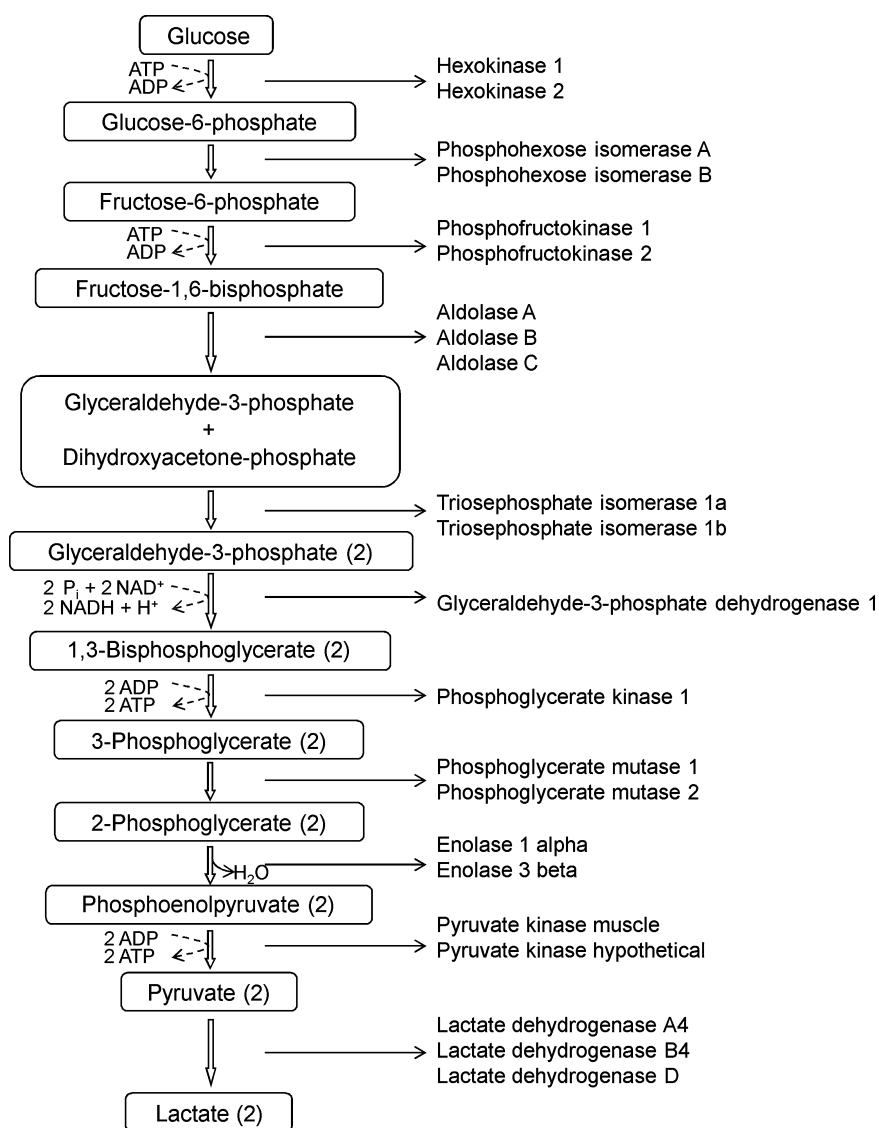 Glucose
ATP
ADP
Hexokinase 1
Hexokinase 2
Glucose-6-phosphate
Phosphohexose isomerase A
Phosphohexose isomerase B
Fructose-6-phosphate
ATP
ADP
Phosphofructokinase 1
Phosphofructokinase 2
Fructose-1,6-bisphosphate
Aldolase A
Aldolase B
Aldolase C
Glyceraldehyde-3-phosphate
+
Dihydroxyacetone-phosphate
Triosephosphate isomerase 1a
Triosephosphate isomerase 1b
Glyceraldehyde-3-phosphate (2)
2 Pi + 2 NAD⁺
2 NADH + H⁺
Glyceraldehyde-3-phosphate dehydrogenase 1
1,3-Bisphosphoglycerate (2)
2 ADP
2 ATP
Phosphoglycerate kinase 1
3-Phosphoglycerate (2)
Phosphoglycerate mutase 1
Phosphoglycerate mutase 2
2-Phosphoglycerate (2)
H₂O
Enolase 1 alpha
Enolase 3 beta
Phosphoenolpyruvate (2)
2 ADP
2 ATP
Pyruvate kinase muscle
Pyruvate kinase hypothetical
Pyruvate (2)
Lactate dehydrogenase A4
Lactate dehydrogenase B4
Lactate dehydrogenase D
Lactate (2)